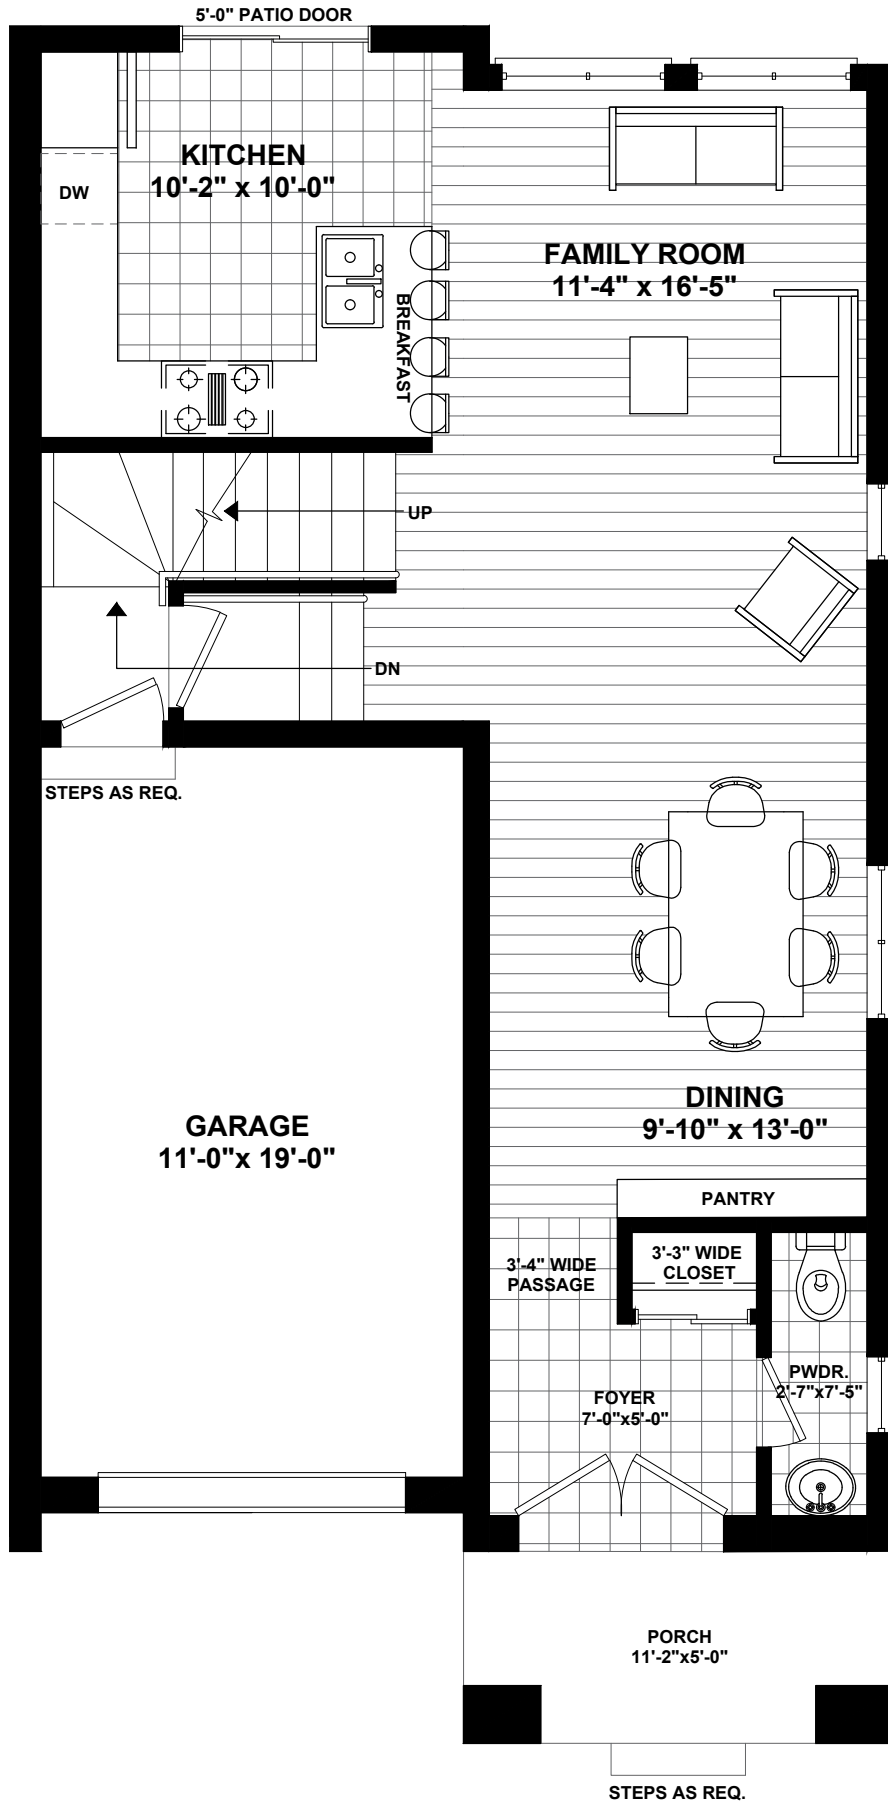 5'-0" PATIO DOOR
KITCHEN
10'-2" x 10'-0"
DW
FAMILY ROOM
11'-4" x 16'-5"
BREAKFAST
UP
DN
STEPS AS REQ.
GARAGE
11'-0"x 19'-0"
DINING
9'-10" x 13'-0"
PANTRY
3'-4" WIDE
PASSAGE
3'-3" WIDE
CLOSET
PWDR.
2'-7"x7'-5"
FOYER
7'-0"x5'-0"
PORCH
11'-2"x5'-0"
STEPS AS REQ.